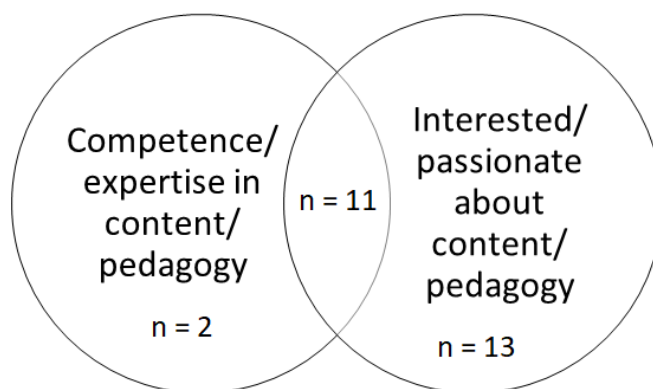 Competence/
expertise in
content/
pedagogy
n = 2
n = 11
Interested/
passionate
about
content/
pedagogy
n = 13